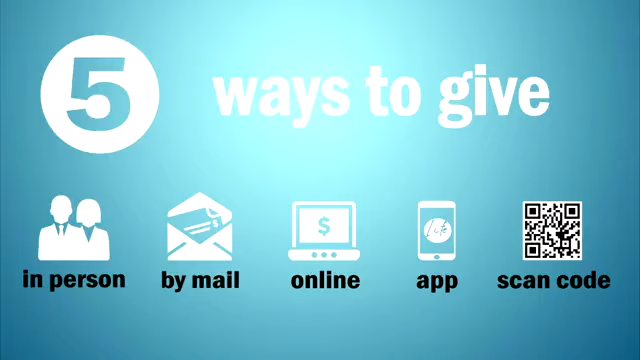 5 ways to give
$
in person
by mail
online
app
scan code